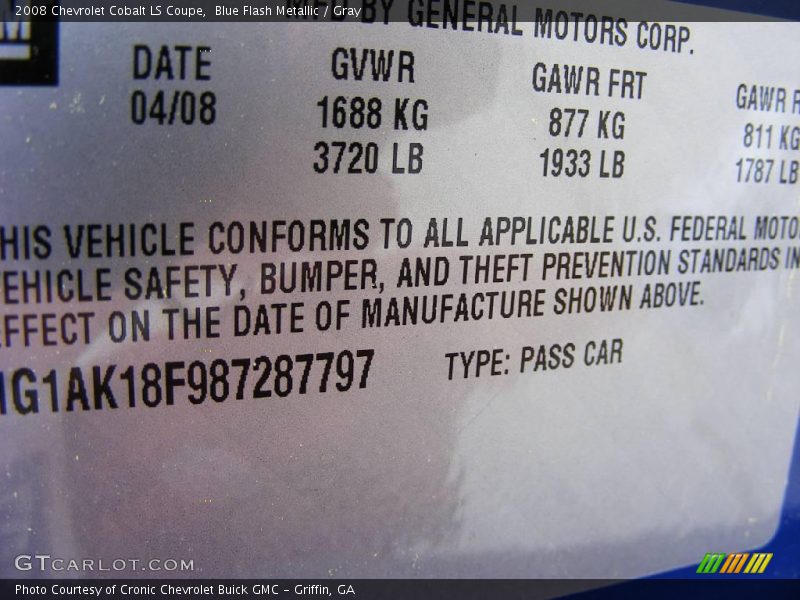 2008 Chevrolet Cobalt LS Coupe, Blue Flash Metallic / Gray
MFD BY GENERAL MOTORS CORP.
DATE GVWR GAWR FRT GAWR R
04/08 1688 KG 877 KG 811 KG
3720 LB 1933 LB 1787 LB
HIS VEHICLE CONFORMS TO ALL APPLICABLE U.S. FEDERAL MOTO
EHICLE SAFETY, BUMPER, AND THEFT PREVENTION STANDARDS IN
EFFECT ON THE DATE OF MANUFACTURE SHOWN ABOVE.
1G1AK18F987287797 TYPE: PASS CAR
GTCARLOT.COM
Photo Courtesy of Cronic Chevrolet Buick GMC - Griffin, GA